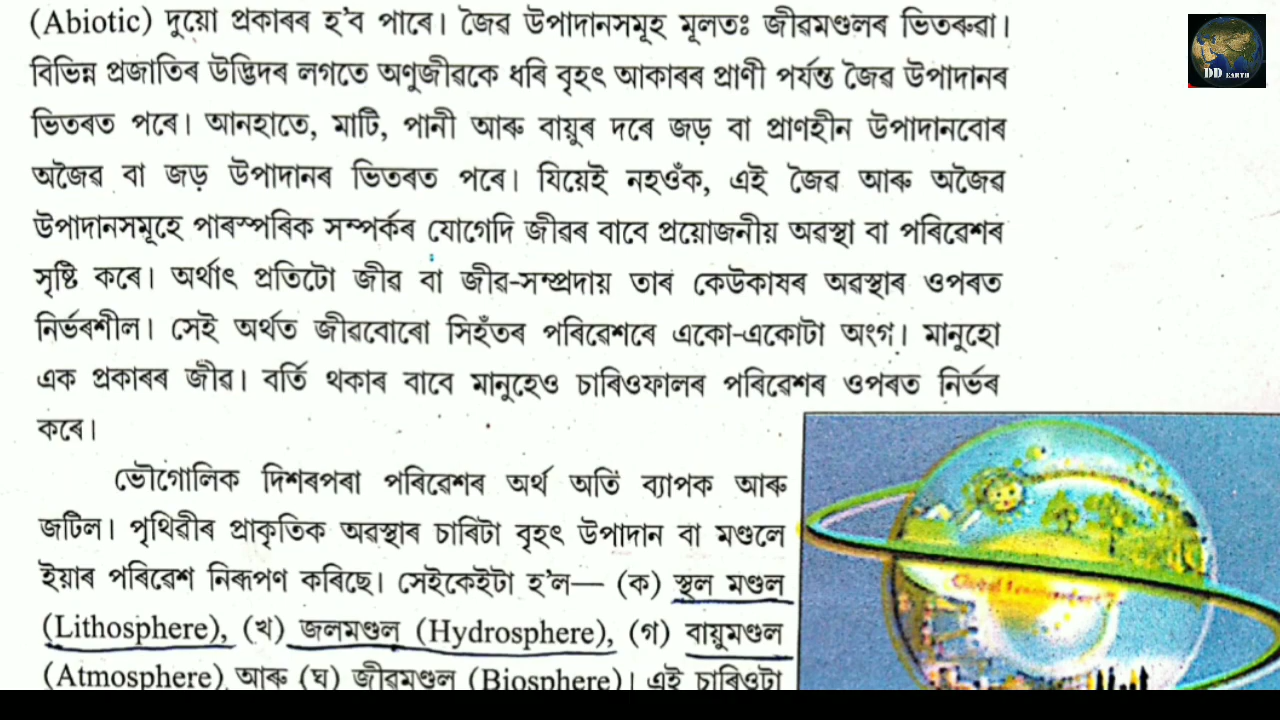 (Abiotic) দুয়ো প্ৰকাৰৰ হ'ব পাৰে। জৈৱ উপাদানসমূহ মূলতঃ জীৱমণ্ডলৰ ভিতৰুৱা।
বিভিন্ন প্ৰজাতিৰ উদ্ভিদৰ লগতে অণুজীৱকে ধৰি বৃহৎ আকাৰৰ প্ৰাণী পৰ্যন্ত জৈৱ উপাদানৰ
ভিতৰত পৰে। আনহাতে, মাটি, পানী আৰু বায়ুৰ দৰে জড় বা প্ৰাণহীন উপাদানবোৰ
অজৈৱ বা জড় উপাদানৰ ভিতৰত পৰে। যিয়েই নহওঁক, এই জৈৱ আৰু অজৈৱ
উপাদানসমূহে পাৰস্পৰিক সম্পৰ্কৰ যোগেদি জীৱৰ বাবে প্ৰয়োজনীয় অৱস্থা বা পৰিৱেশৰ
সৃষ্টি কৰে। অৰ্থাৎ প্ৰতিটো জীৱ বা জীৱ-সম্প্ৰদায় তাৰ কেউকাষৰ অৱস্থাৰ ওপৰত
নিৰ্ভৰশীল। সেই অৰ্থত জীৱবোৰো সিহঁতৰ পৰিৱেশৰে একো-একোটা অংগ। মানুহো
এক প্ৰকাৰৰ জীৱ। বৰ্তি থকাৰ বাবে মানুহেও চাৰিওফালৰ পৰিৱেশৰ ওপৰত নিৰ্ভৰ
কৰে।
ভৌগোলিক দিশৰপৰা পৰিৱেশৰ অৰ্থ অতি ব্যাপক আৰু
জটিল। পৃথিৱীৰ প্ৰাকৃতিক অৱস্থাৰ চাৰিটা বৃহৎ উপাদান বা মণ্ডলে
ইয়াৰ পৰিৱেশ নিৰূপণ কৰিছে। সেইকেইটা হ'ল— (ক) স্থল মণ্ডল
(Lithosphere), (খ) জলমণ্ডল (Hydrosphere), (গ) বায়ুমণ্ডল
(Atmosphere) আৰু (ঘ) জীৱমণ্ডল (Biosphere)। এই চাৰিওটা
DD EARTH